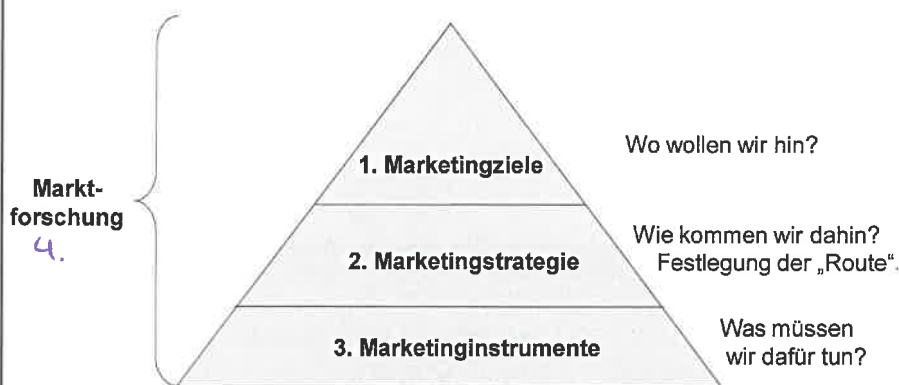 Markt-
forschung
4.
1. Marketingziele
Wo wollen wir hin?
2. Marketingstrategie
Wie kommen wir dahin?
Festlegung der „Route“.
3. Marketinginstrumente
Was müssen
wir dafür tun?